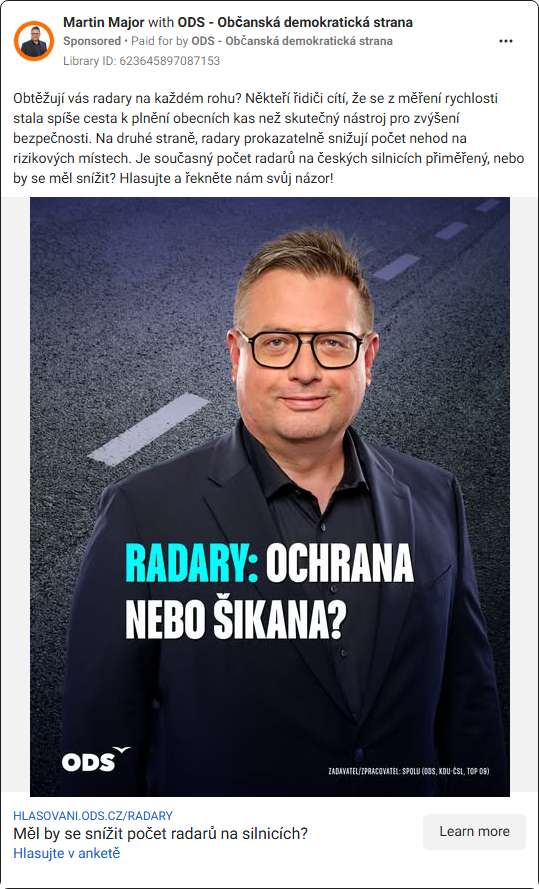 Martin Major with ODS - Občanská demokratická strana
Sponsored • Paid for by ODS - Občanská demokratická strana
Library ID: 623645897087153
Obtěžují vás radary na každém rohu? Někteří řidiči cítí, že se z měření rychlosti
stala spíše cesta k plnění obecních kas než skutečný nástroj pro zvýšení
bezpečnosti. Na druhé straně, radary prokazatelně snižují počet nehod na
rizikových místech. Je současný počet radarů na českých silnicích přiměřený, nebo
by se měl snížit? Hlasujte a řekněte nám svůj názor!
RADARY: OCHRANA
NEBO ŠIKANA?
ODS
ZADAVATEL/ZPRACOVATEL: SPOLU (ODS, KDU-ČSL, TOP 09)
HLASOVANI.ODS.CZ/RADARY
Měl by se snížit počet radarů na silnicích?
Hlasujte v anketě
Learn more